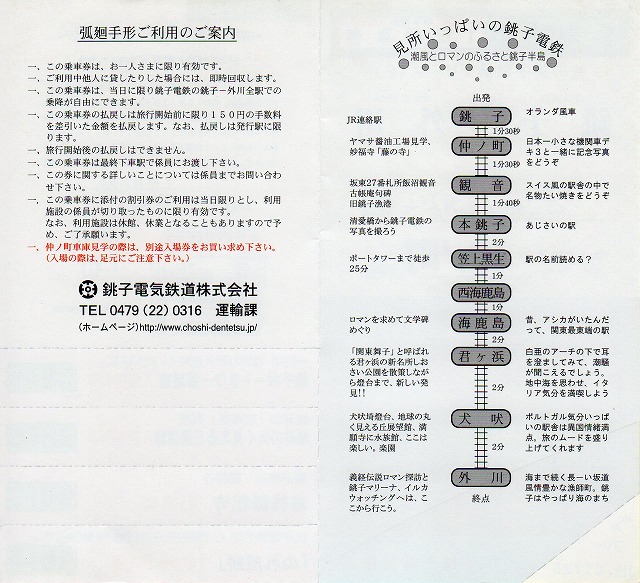 弧廻手形ご利用のご案内
一、この乗車券は、お一人さまに限り有効です。
一、ご利用中他人に貸したりした場合には、即時回収します。
一、この乗車券は、当日に限り銚子電鉄の銚子－外川全駅での
乗降が自由にできます。
一、この乗車券の払戻しは旅行開始前に限り１５０円の手数料
を差引いた金額を払戻します。なお、払戻しは発行駅に限
ります。
一、旅行開始後の払戻しはできません。
一、この乗車券は最終下車駅で係員にお渡し下さい。
一、この券に関する詳しいことについては係員までお問い合わ
せ下さい。
一、この乗車券に添付の割引券のご利用は当日限りとし、利用
施設の係員が切り取ったものに限り有効です。
なお、利用施設は休館、休業となることもありますので予
め、ご了承願います。
一、仲ノ町車庫見学の際は、別途入場券をお買い求め下さい。
（入場の際は、足元にご注意下さい。）
銚子電気鉄道株式会社
TEL 0479（22）0316 運輸課
（ホームページ）http://www.choshi-dentetsu.jp/
見所いっぱいの銚子電鉄
潮風とロマンのふるさと銚子半島
出発
JR連絡駅
銚子
オランダ風車
1分30秒
ヤマサ醤油工場見学、
妙福寺「藤の寺」
仲ノ町
日本一小さな機関車デ
キ３と一緒に記念写真
をどうぞ
1分30秒
坂東27番札所飯沼観音
古帳庵句碑
旧銚子漁港
観音
スイス風の駅舎の中で
名物たい焼きをどうぞ
1分40秒
清愛橋から銚子電鉄の
写真を撮ろう
本銚子
あじさいの駅
2分
ポートタワーまで徒歩
25分
笠上黒生
駅の名前読める？
1分
西海鹿島
1分
ロマンを求めて文学碑
めぐり
海鹿島
昔、アシカがいたんだ
って、関東最東端の駅
2分
「関東舞子」と呼ばれ
る君ヶ浜の新名所しお
さい公園を散策しなが
ら燈台まで、新しい発
見!!
君ヶ浜
白亜のアーチの下で耳
を澄ましてみて、潮騒
が聞こえるでしょう。
地中海を思わせ、イタ
リア気分を満喫しよう
2分
犬吠埼燈台、地球の丸
く見える丘展望館、満
願寺に水族館、ここは
楽しい。楽園
犬吠
ポルトガル気分いっぱ
いの駅舎は異国情緒満
点。旅のムードを盛り
上げてくれます
2分
義経伝説ロマン探訪と
銚子マリーナ、イルカ
ウォッチングへは、こ
こから行こう。
外川
海まで続く長ーい坂道
風情豊かな漁師町。銚
子はやっぱり海のまち
終点